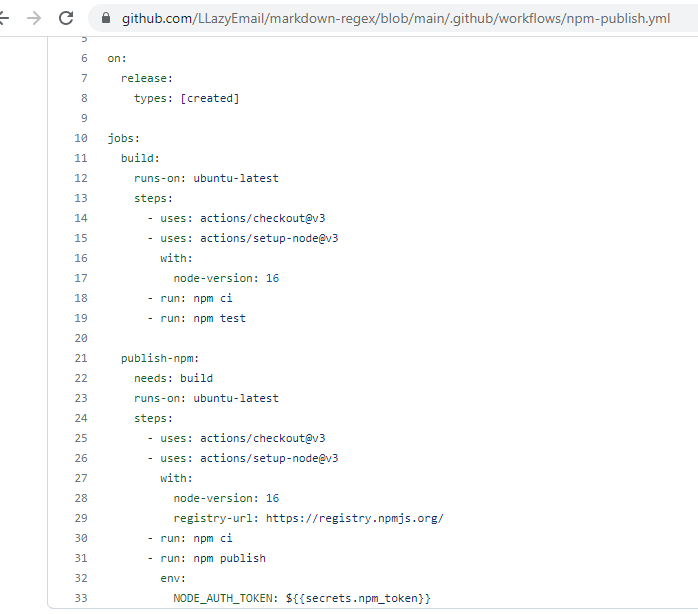 github.com/LLazyEmail/markdown-regex/blob/main/.github/workflows/npm-publish.yml
5
6 on:
7   release:
8     types: [created]
9
10 jobs:
11   build:
12     runs-on: ubuntu-latest
13     steps:
14       - uses: actions/checkout@v3
15       - uses: actions/setup-node@v3
16         with:
17           node-version: 16
18       - run: npm ci
19       - run: npm test
20
21   publish-npm:
22     needs: build
23     runs-on: ubuntu-latest
24     steps:
25       - uses: actions/checkout@v3
26       - uses: actions/setup-node@v3
27         with:
28           node-version: 16
29           registry-url: https://registry.npmjs.org/
30       - run: npm ci
31       - run: npm publish
32         env:
33           NODE_AUTH_TOKEN: ${{secrets.npm_token}}